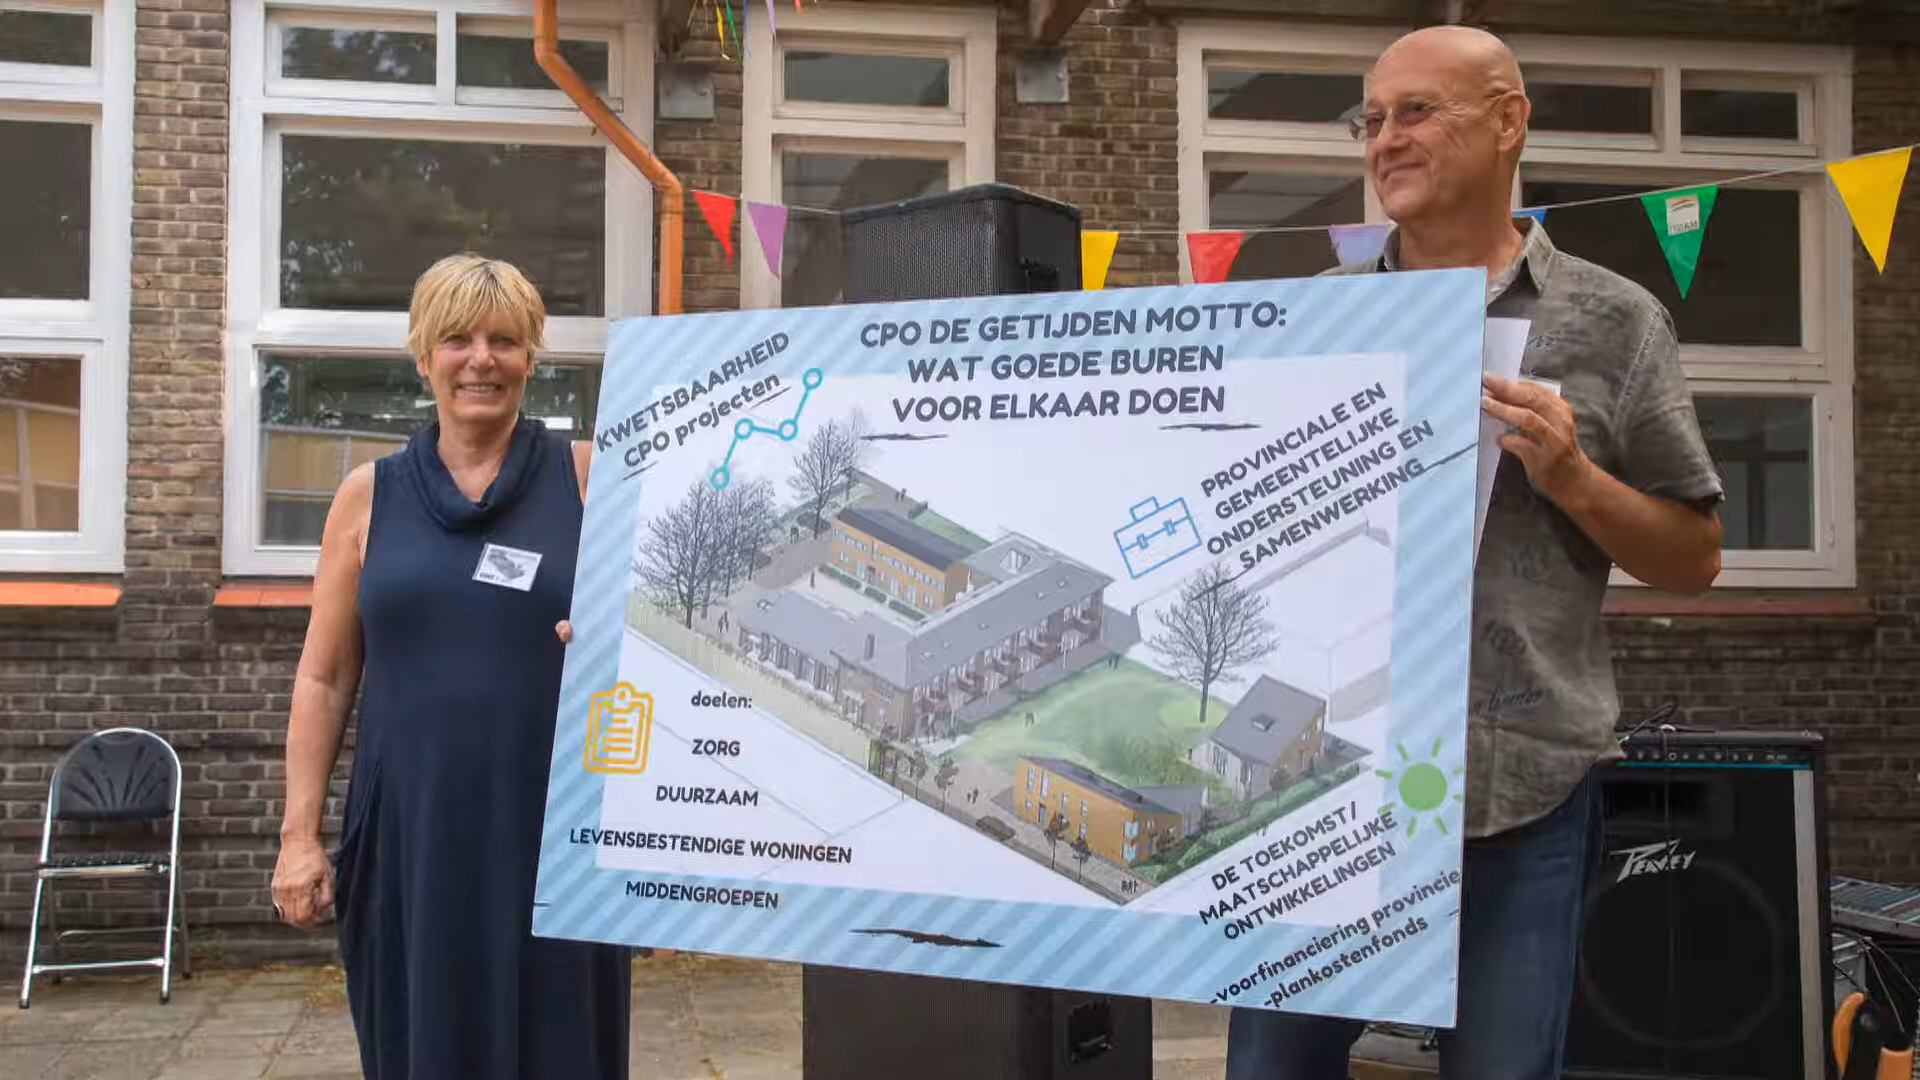 CPO DE GETIJDEN MOTTO:
WAT GOEDE BUREN
VOOR ELKAAR DOEN
KWETSBAARHEID
CPO projecten
PROVINCIALE EN
GEMEENTELIJKE
ONDERSTEUNING EN
SAMENWERKING
doelen:
ZORG
DUURZAAM
LEVENSBESTENDIGE WONINGEN
MIDDENGROEPEN
DE TOEKOMST/
MAATSCHAPPELIJKE
ONTWIKKELINGEN
-voorfinanciering provincie
-plankostenfonds
PEAVEY